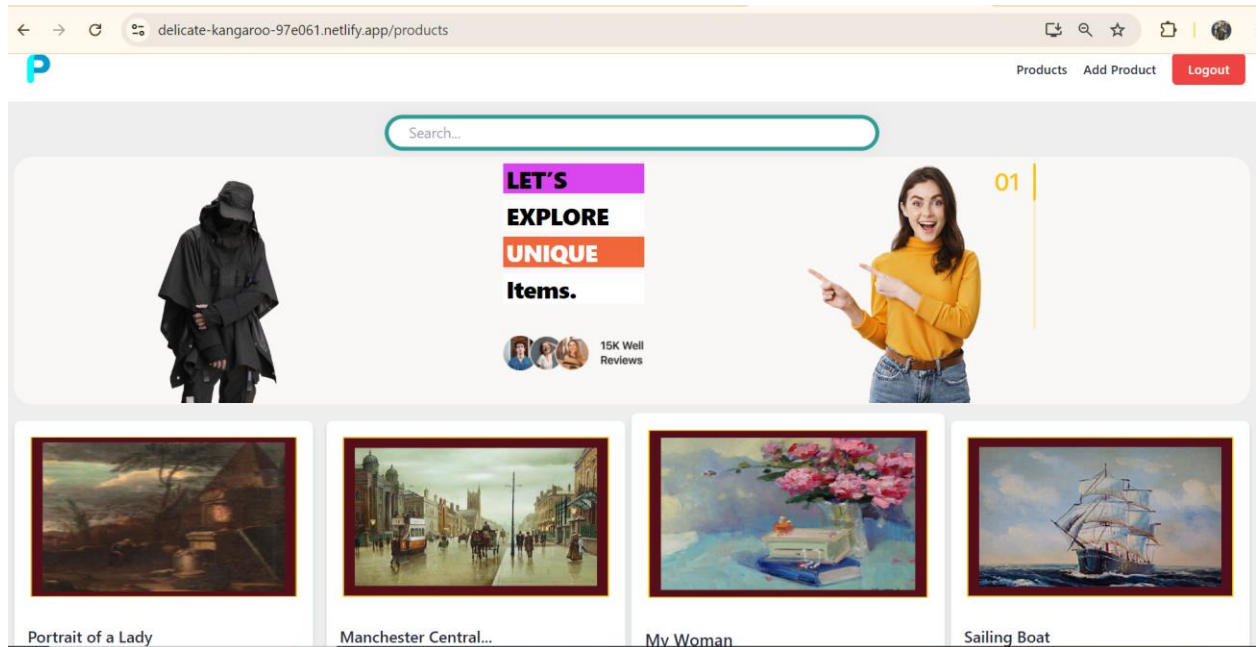 delicate-kangaroo-97e061.netlify.app/products
Products Add Product Logout
Search...
LET'S
EXPLORE
UNIQUE
Items.
01
15K Well
Reviews
Portrait of a Lady
Manchester Central...
My Woman
Sailing Boat